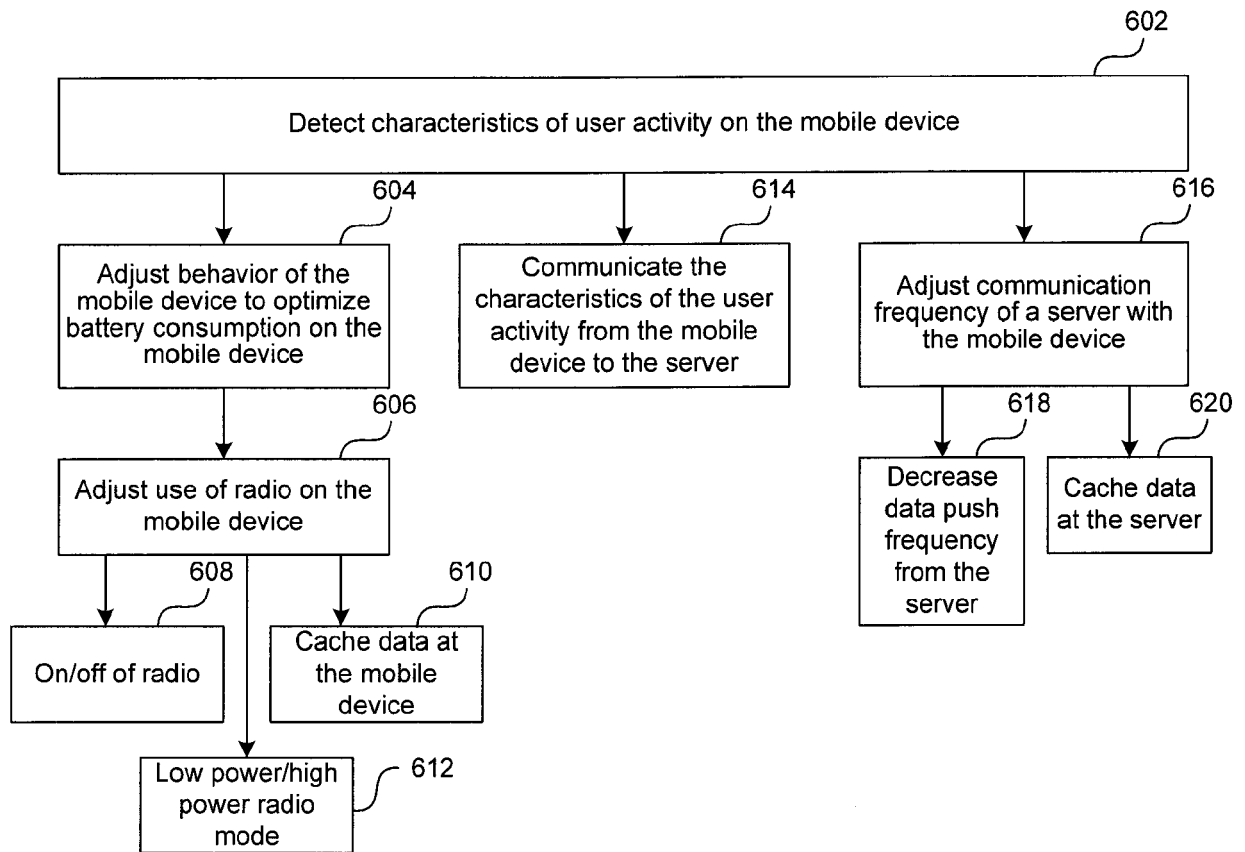 602
Detect characteristics of user activity on the mobile device
604
614
616
Adjust behavior of the
mobile device to optimize
battery consumption on the
mobile device
Communicate the
characteristics of the user
activity from the mobile
device to the server
Adjust communication
frequency of a server with
the mobile device
606
618
620
Adjust use of radio on the
mobile device
Decrease
data push
frequency
from the
server
Cache data
at the server
608
610
On/off of radio
Cache data at
the mobile
device
Low power/high
power radio
mode
612